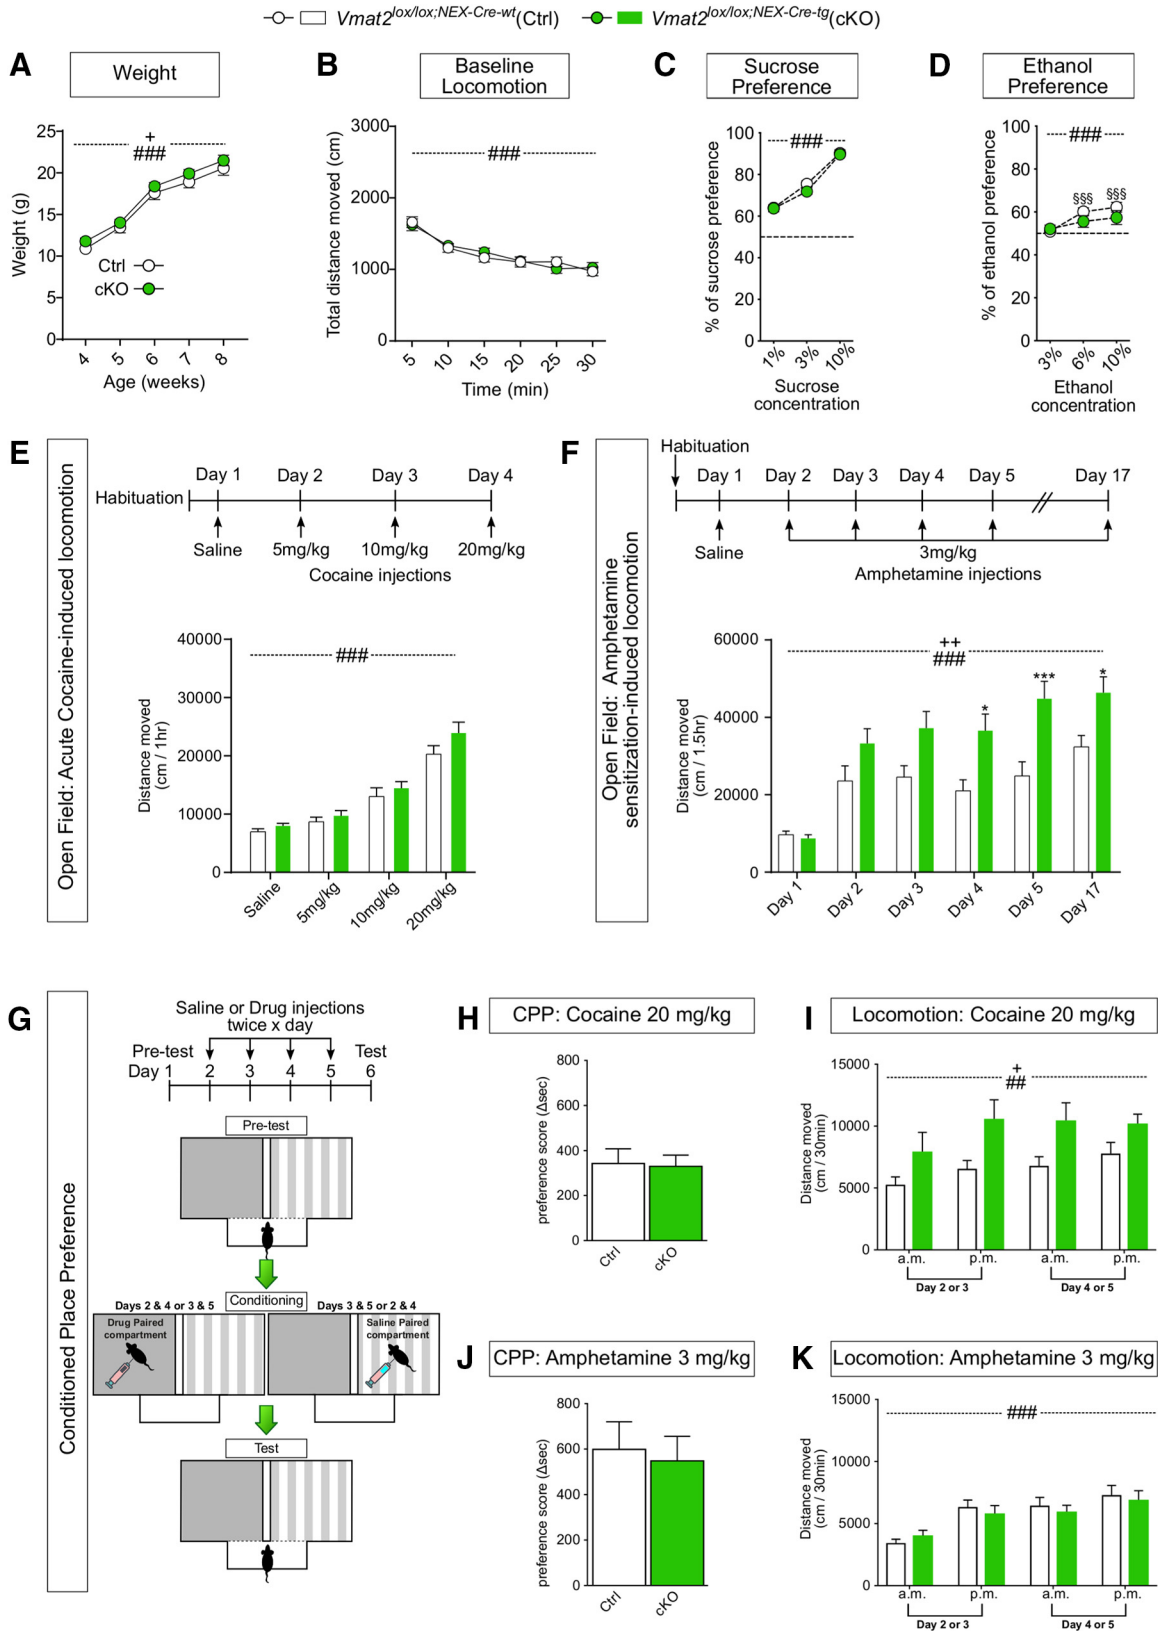 Vmat2lox/lox;NEX-Cre-wt(Ctrl)
Vmat2lox/lox;NEX-Cre-tg(cKO)
A
Weight
25
20
15
10
5
0
Weight (g)
+
###
Ctrl
cKO
4 5 6 7 8
Age (weeks)
B
Baseline
Locomotion
3000
2000
1000
0
Total distance moved (cm)
###
5 10 15 20 25 30
Time (min)
C
Sucrose
Preference
100
80
60
40
20
0
% of sucrose preference
###
1% 3% 10%
Sucrose
concentration
D
Ethanol
Preference
100
80
60
40
20
0
% of ethanol preference
###
§§§ §§§
3% 6% 10%
Ethanol
concentration
E
Open Field: Acute Cocaine-induced locomotion
Habituation
Day 1 Day 2 Day 3 Day 4
Saline 5mg/kg 10mg/kg 20mg/kg
Cocaine injections
40000
30000
20000
10000
0
Distance moved
(cm / 1hr)
###
Saline 5mg/kg 10mg/kg 20mg/kg
F
Open Field: Amphetamine
sensitization-induced locomotion
Habituation
Day 1 Day 2 Day 3 Day 4 Day 5 Day 17
Saline 3mg/kg
Amphetamine injections
60000
40000
20000
0
Distance moved
(cm / 1.5hr)
++
###
* *** *
Day 1 Day 2 Day 3 Day 4 Day 5 Day 17
G
Conditioned Place Preference
Saline or Drug injections
twice x day
Pre-test Test
Day 1 2 3 4 5 6
Pre-test
Conditioning
Days 2 & 4 or 3 & 5
Days 3 & 5 or 2 & 4
Drug Paired
compartment
Saline Paired
compartment
Test
H
CPP: Cocaine 20 mg/kg
800
600
400
200
0
preference score (Δsec)
Ctrl cKO
I
Locomotion: Cocaine 20 mg/kg
15000
10000
5000
0
Distance moved
(cm / 30min)
+
##
a.m. p.m. a.m. p.m.
Day 2 or 3 Day 4 or 5
J
CPP: Amphetamine 3 mg/kg
800
600
400
200
0
preference score (Δsec)
Ctrl cKO
K
Locomotion: Amphetamine 3 mg/kg
15000
10000
5000
0
Distance moved
(cm / 30min)
###
a.m. p.m. a.m. p.m.
Day 2 or 3 Day 4 or 5